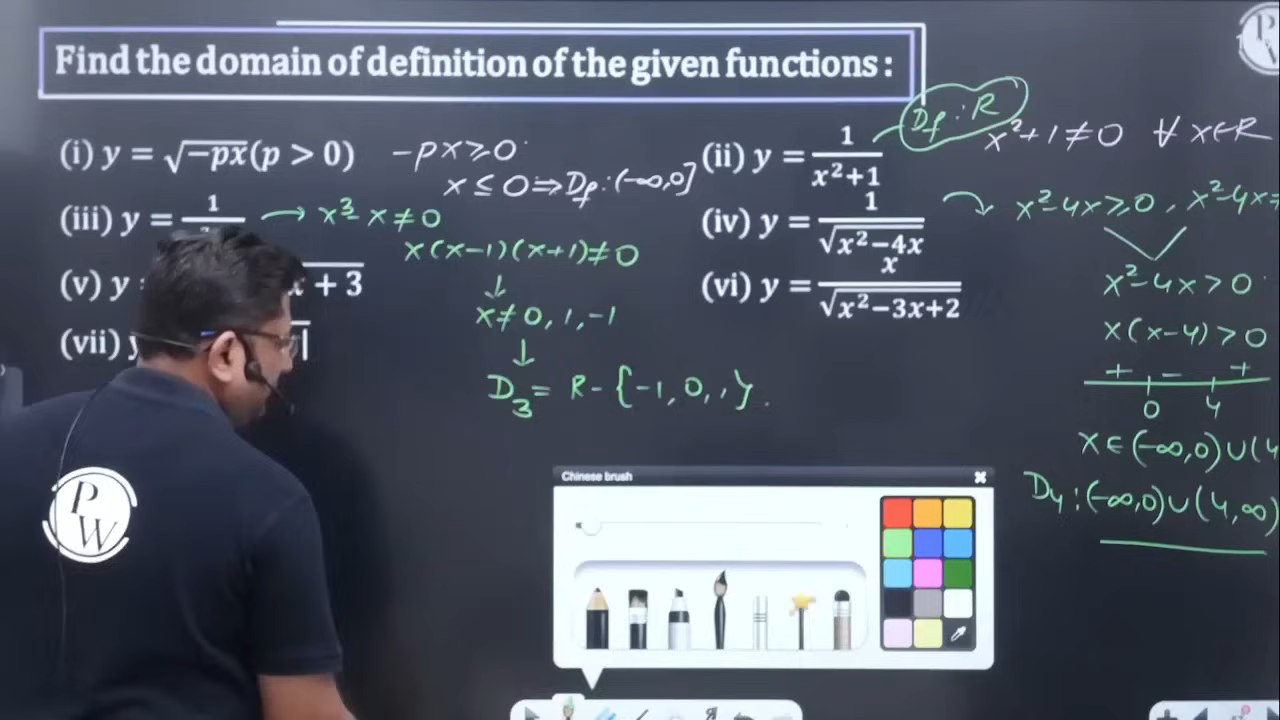 Find the domain of definition of the given functions :
(i) y = √−px (p > 0)
-px ≥ 0
x ≤ 0 ⇒ Df : (-∞,0]
(ii) y = 1/x²+1
Df : R
x²+1 ≠ 0 ∀ x∈R
(iii) y = 1
→ x³-x ≠ 0
x(x-1)(x+1) ≠ 0
↓
x ≠ 0, 1, -1
↓
D3 = R - {-1, 0, 1}.
(iv) y = 1/√x²−4x
x²-4x ≥ 0, x²-4x≠
x²-4x > 0
x(x-4) > 0
+ - +
0 4
x ∈ (-∞,0) ∪ (4
D4 : (-∞,0) ∪ (4,∞)
(v) y
x + 3
(vi) y = x/√x²−3x+2
(vii) y
|
Chinese brush
P
W
P